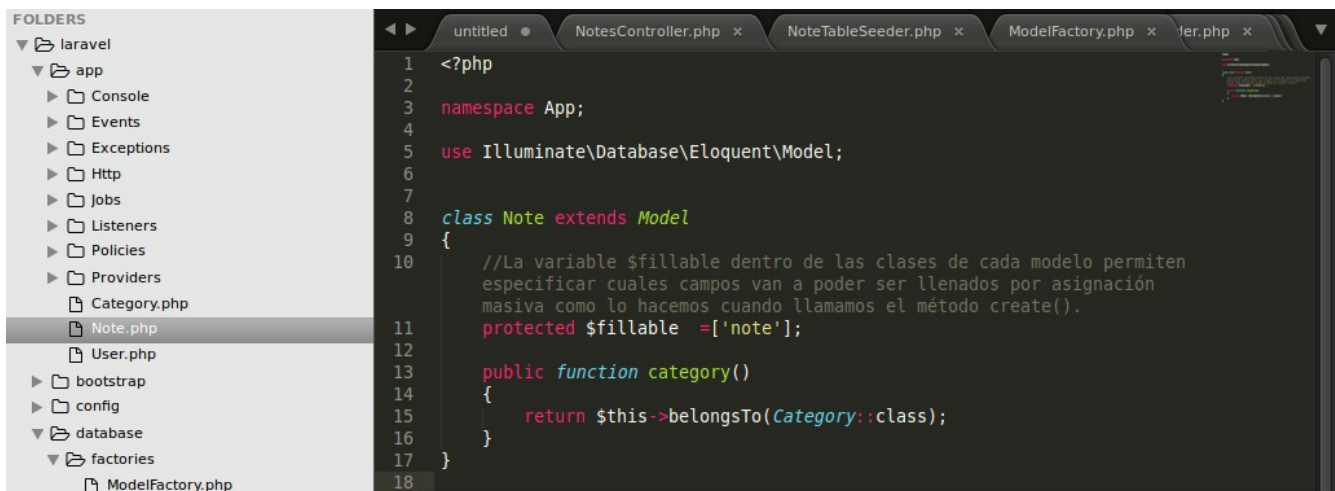 FOLDERS
laravel
app
Console
Events
Exceptions
Http
Jobs
Listeners
Policies
Providers
Category.php
Note.php
User.php
bootstrap
config
database
factories
ModelFactory.php
untitled NotesController.php × NoteTableSeeder.php × ModelFactory.php × der.php ×
1 <?php
2
3 namespace App;
4
5 use Illuminate\Database\Eloquent\Model;
6
7
8 class Note extends Model
9 {
10 //La variable $fillable dentro de las clases de cada modelo permiten
especificar cuales campos van a poder ser llenados por asignación
masiva como lo hacemos cuando llamamos el método create().
11 protected $fillable =['note'];
12
13 public function category()
14 {
15 return $this->belongsTo(Category::class);
16 }
17 }
18